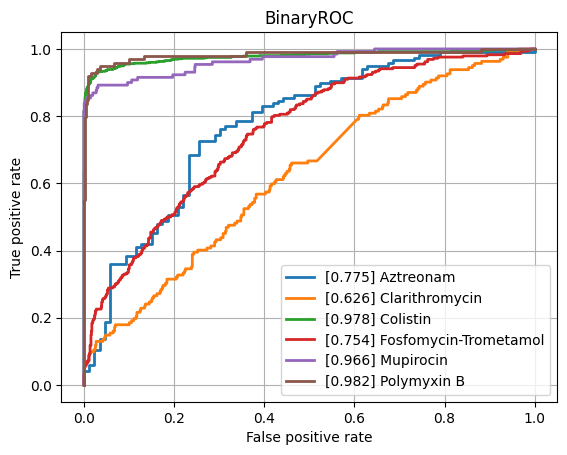 BinaryROC
True positive rate
1.0
0.8
0.6
0.4
0.2
0.0
[0.775] Aztreonam
[0.626] Clarithromycin
[0.978] Colistin
[0.754] Fosfomycin-Trometamol
[0.966] Mupirocin
[0.982] Polymyxin B
0.0 0.2 0.4 0.6 0.8 1.0
False positive rate